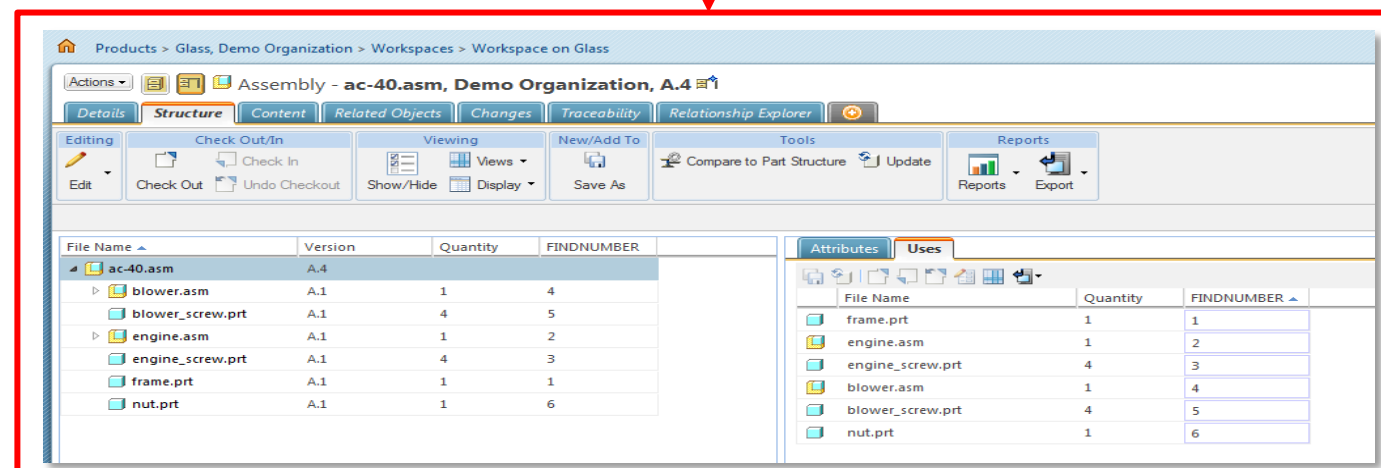 Products > Glass, Demo Organization > Workspaces > Workspace on Glass
Actions Assembly - ac-40.asm, Demo Organization, A.4
Details Structure Content Related Objects Changes Traceability Relationship Explorer
Editing Check Out/In Viewing New/Add To Tools Reports
Check In Views Compare to Part Structure Update
Edit Check Out Undo Checkout Show/Hide Display Save As Reports Export
File Name Version Quantity FINDNUMBER
ac-40.asm A.4
blower.asm A.1 1 4
blower_screw.prt A.1 4 5
engine.asm A.1 1 2
engine_screw.prt A.1 4 3
frame.prt A.1 1 1
nut.prt A.1 1 6
Attributes Uses
File Name Quantity FINDNUMBER
frame.prt 1 1
engine.asm 1 2
engine_screw.prt 4 3
blower.asm 1 4
blower_screw.prt 4 5
nut.prt 1 6